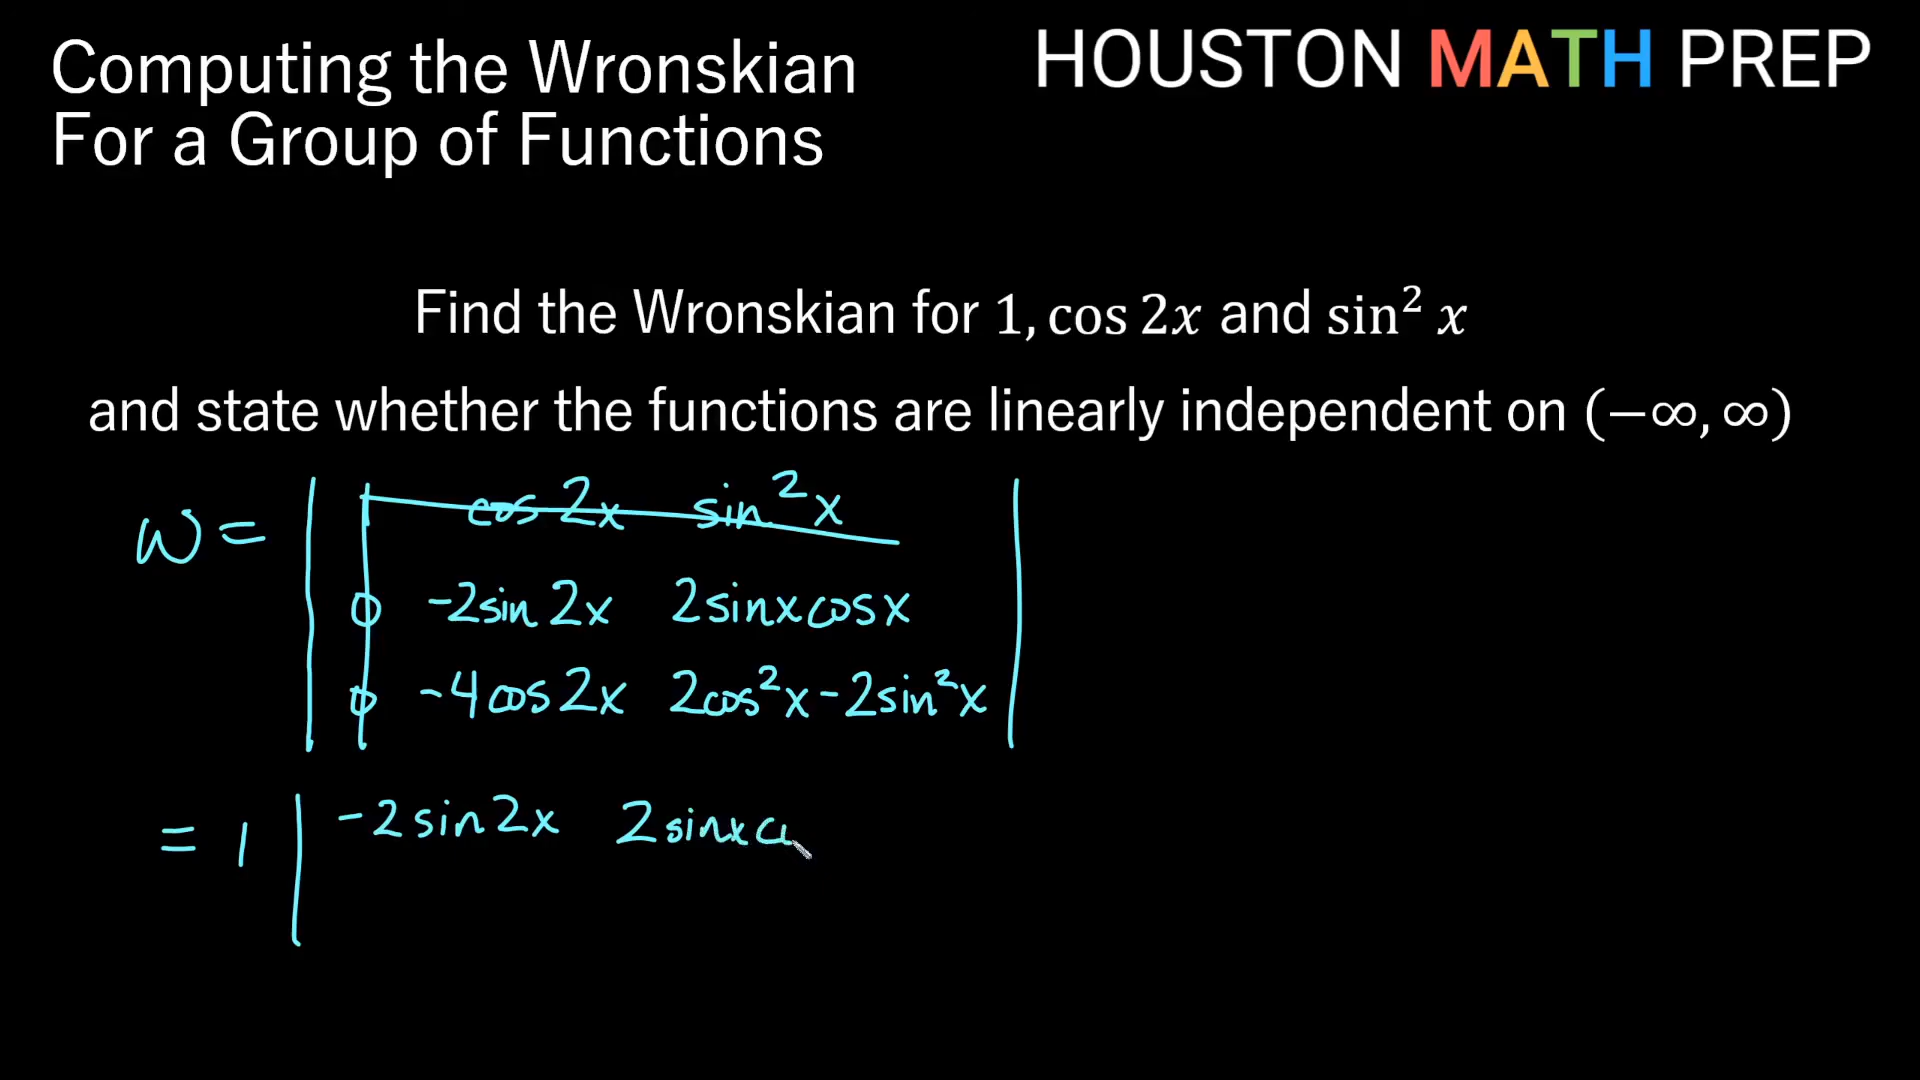 Computing the Wronskian
For a Group of Functions
HOUSTON MATH PREP
Find the Wronskian for 1, cos 2x and sin² x
and state whether the functions are linearly independent on (−∞, ∞)
W = | 1 cos 2x sin²x |
0 -2sin 2x 2sinxcosx
0 -4cos 2x 2cos²x - 2sin²x
= 1 | -2sin2x 2sinxco